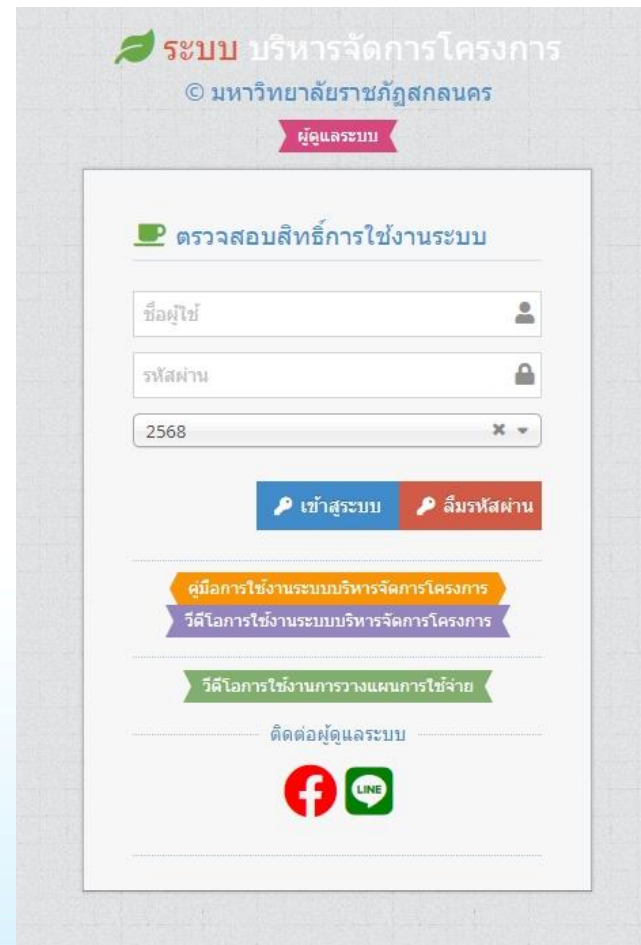 ระบบ บริหารจัดการโครงการ
© มหาวิทยาลัยราชภัฏสกลนคร
ผู้ดูแลระบบ
ตรวจสอบสิทธิ์การใช้งานระบบ
ชื่อผู้ใช้
รหัสผ่าน
2568
เข้าสู่ระบบ ลืมรหัสผ่าน
คู่มือการใช้งานระบบบริหารจัดการโครงการ
วีดีโอการใช้งานระบบบริหารจัดการโครงการ
วีดีโอการใช้งานการวางแผนการใช้จ่าย
ติดต่อผู้ดูแลระบบ
LINE